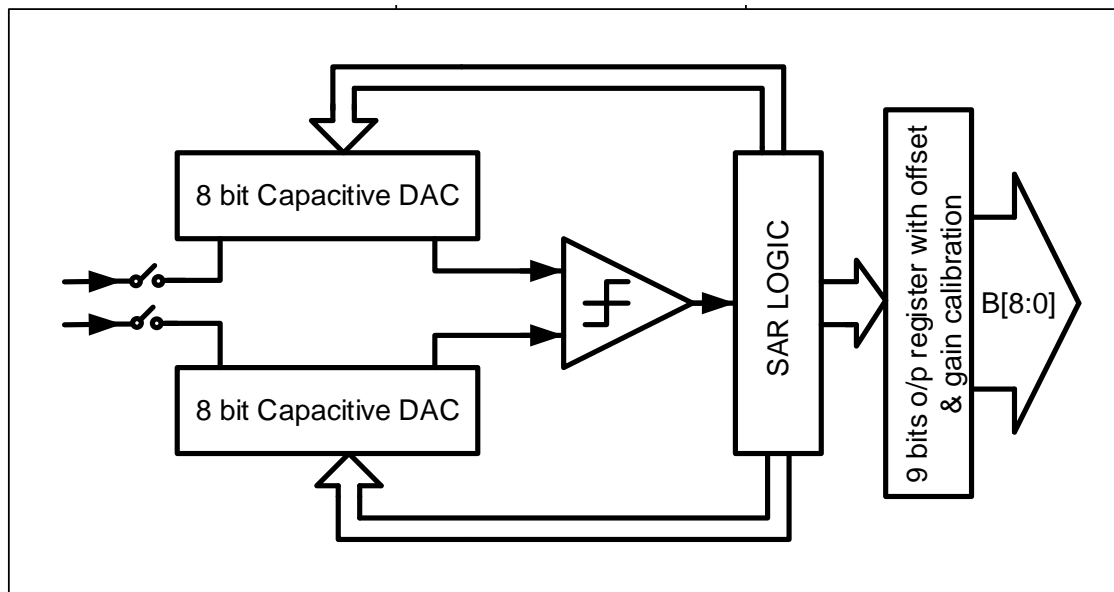 8 bit Capacitive DAC
8 bit Capacitive DAC
SAR LOGIC
9 bits o/p register with offset
& gain calibration
B[8:0]